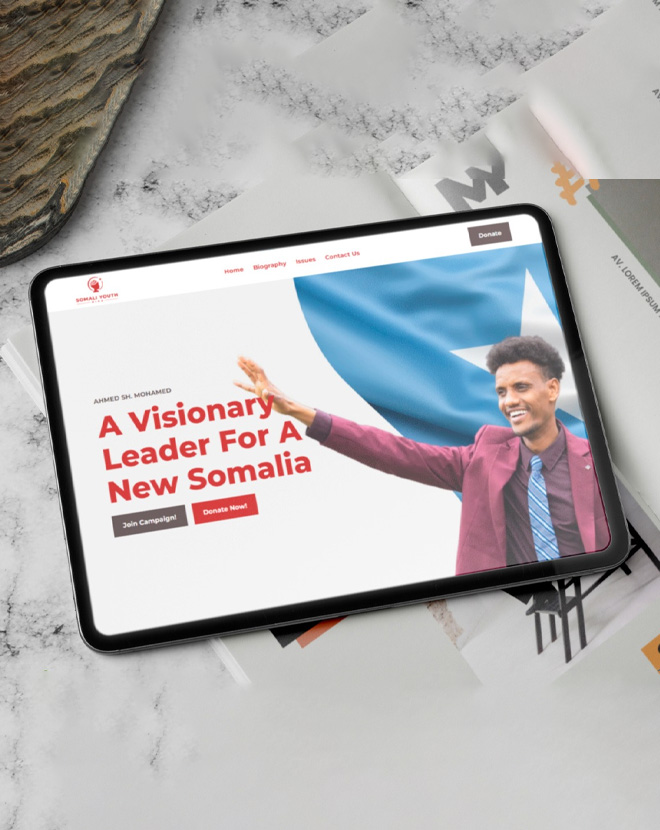 Donate
Home Biography Issues Contact Us
SOMALI YOUTH
AHMED SH. MOHAMED
A Visionary
Leader For A
New Somalia
Join Campaign! Donate Now!
AV. LOREM IPSUM